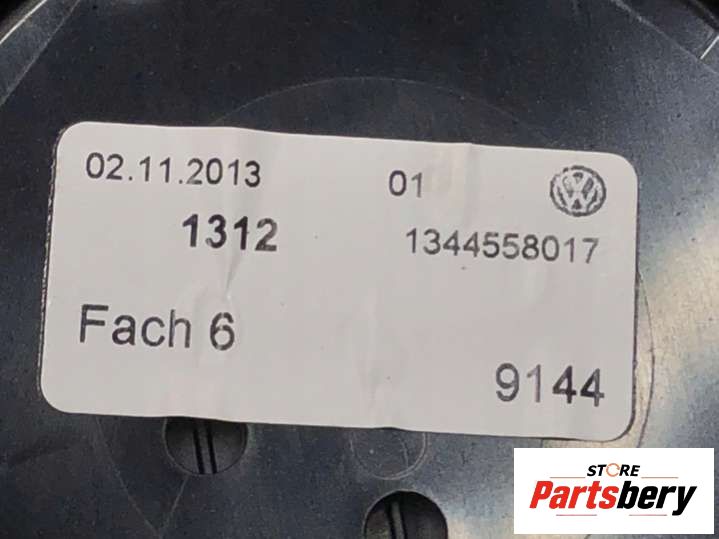 02.11.2013 01
1312 1344558017
Fach 6
9144
STORE
Partsbery